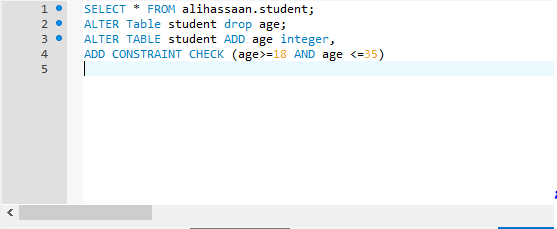 1 SELECT * FROM alihassaan.student;
2 ALTER Table student drop age;
3 ALTER TABLE student ADD age integer,
4 ADD CONSTRAINT CHECK (age>=18 AND age <=35)
5